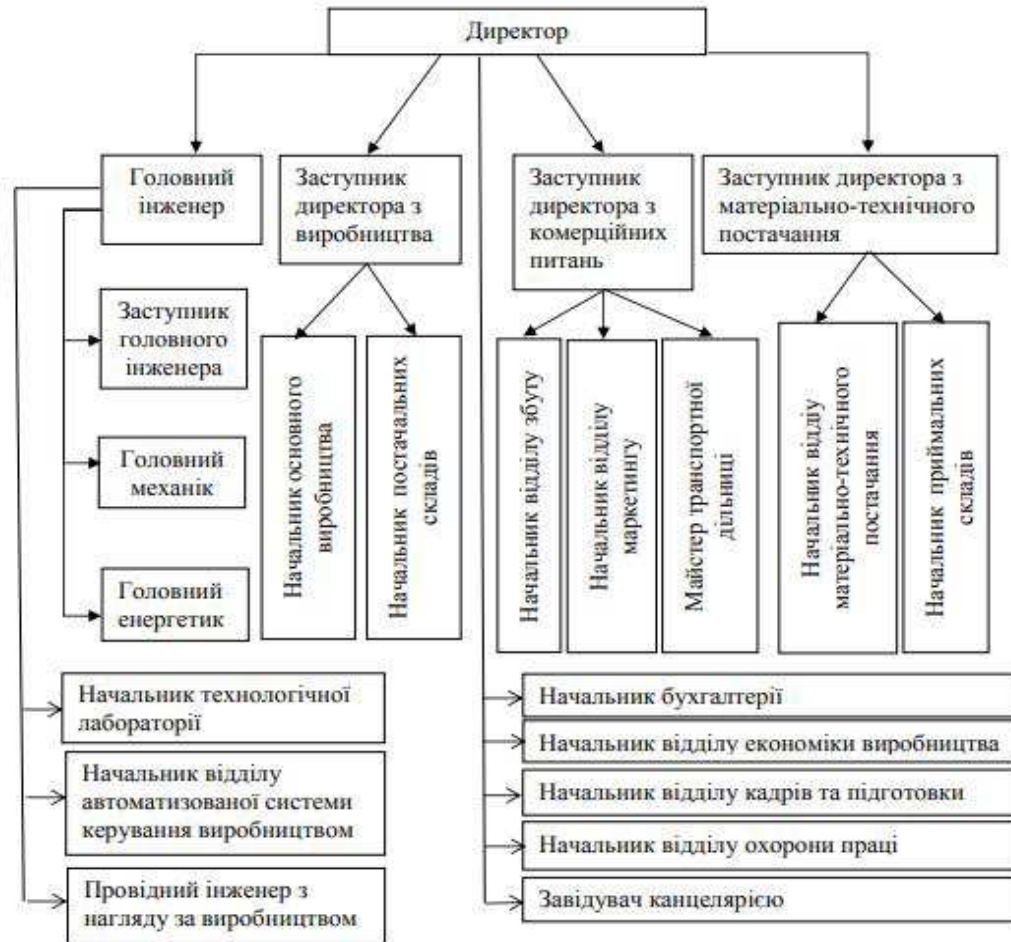 Директор
Головний
інженер
Заступник
директора з
виробництва
Заступник
директора з
комерційних
питань
Заступник директора з
матеріально-технічного
постачання
Заступник
головного
інженера
Головний
механік
Головний
енергетик
Начальник основного
виробництва
Начальник постачальних
складів
Начальник відділу збуту
Начальник відділу
маркетингу
Майстер транспортної
дільниці
Начальник відділу
матеріально-технічного
постачання
Начальник приймальних
складів
Начальник технологічної
лабораторії
Начальник відділу
автоматизованої системи
керування виробництвом
Провідний інженер з
нагляду за виробництвом
Начальник бухгалтерії
Начальник відділу економіки виробництва
Начальник відділу кадрів та підготовки
Начальник відділу охорони праці
Завідувач канцелярією